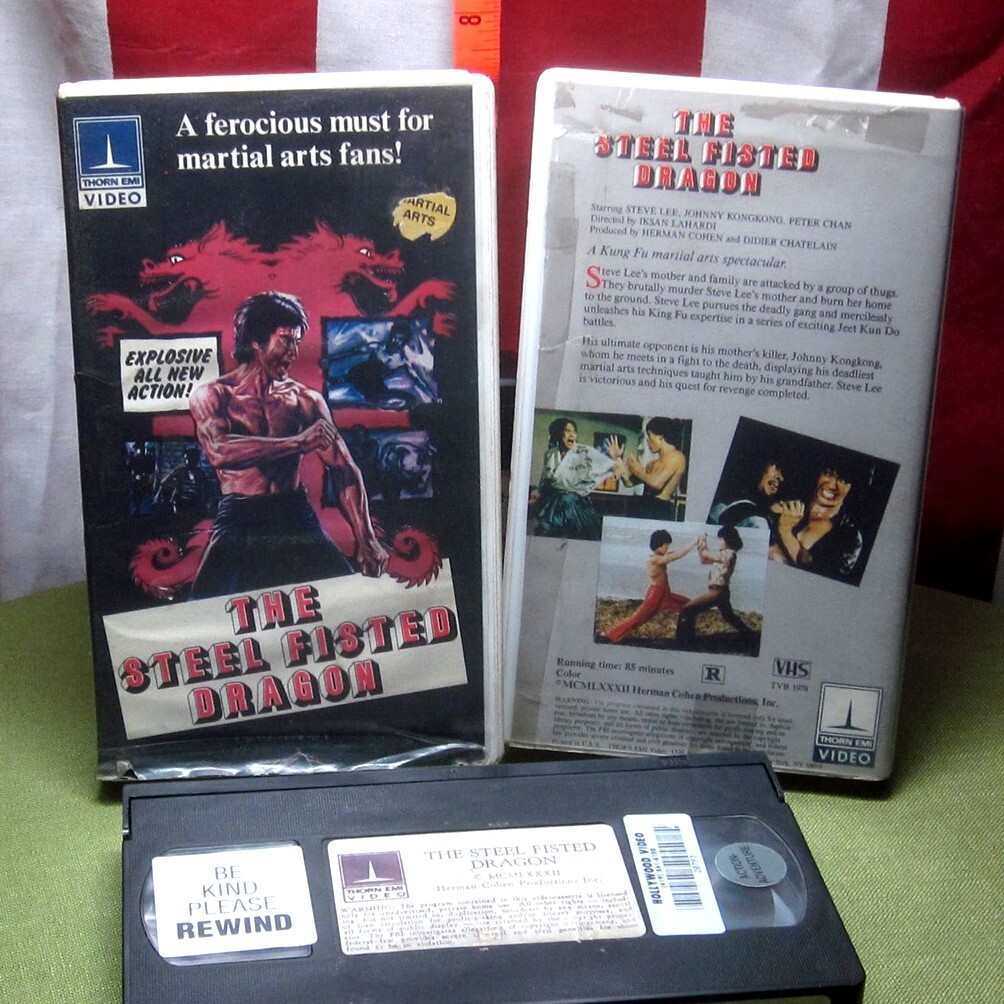 8
THORN EMI
VIDEO
A ferocious must for
martial arts fans!
ARTIAL
ARTS
EXPLOSIVE
ALL NEW
ACTION!
THE
STEEL FISTED
DRAGON
THE
STEEL FISTED
DRAGON
Starring STEVE LEE, JOHNNY KONGKONG, PETER CHAN
Directed by IKSAN LAHARDI
Produced by HERMAN COHEN and DIDIER CHATELAIN
A Kung Fu martial arts spectacular.
Steve Lee's mother and family are attacked by a group of thugs.
They brutally murder Steve Lee's mother and burn her home
to the ground. Steve Lee pursues the deadly gang and mercilessly
unleashes his King Fu expertise in a series of exciting Jeet Kun Do
battles.
His ultimate opponent is his mother's killer, Johnny Kongkong,
whom he meets in a fight to the death, displaying his deadliest
martial arts techniques taught him by his grandfather. Steve Lee
is victorious and his quest for revenge completed.
Running time: 85 minutes
Color
R
VHS
TVB 1978
©MCMLXXXII Herman Cohen Productions, Inc.
THORN EMI
VIDEO
BE
KIND
PLEASE
REWIND
THORN EMI
VIDEO
THE STEEL FISTED
DRAGON
© MCMLXXXII
Herman Cohen Productions Inc.
HOLLYWOOD VIDEO
ACTION
ADVENTURE